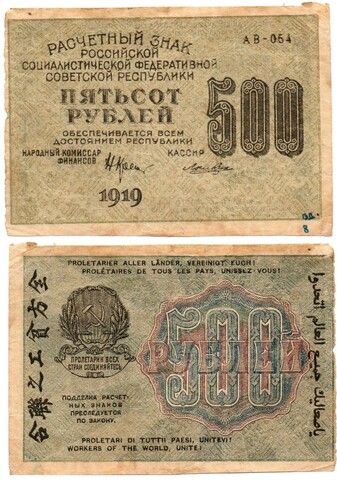 РАСЧЕТНЫЙ ЗНАК
АВ-054
РОССИЙСКОЙ
СОЦИАЛИСТИЧЕСКОЙ ФЕДЕРАТИВНОЙ
СОВЕТСКОЙ РЕСПУБЛИКИ
ПЯТЬСОТ
РУБЛЕЙ
500
ОБЕСПЕЧИВАЕТСЯ ВСЕМ
ДОСТОЯНИЕМ РЕСПУБЛИКИ
НАРОДНЫЙ КОМИССАР
ФИНАНСОВ
КАССИР
1919
8
PROLETARIER ALLER LÄNDER, VEREINIGT EUCH!
PROLÉTAIRES DE TOUS LES PAYS, UNISSEZ-VOUS!
ПРОЛЕТАРИИ ВСЕХ
СТРАН СОЕДИНЯЙТЕСЬ
500
РУБЛЕЙ
ПОДДЕЛКА РАСЧЕТ-
НЫХ ЗНАКОВ
ПРЕСЛЕДУЕТСЯ
ПО ЗАКОНУ.
PROLETARI DI TUTTI PAESI, UNITEVI!
WORKERS OF THE WORLD, UNITE!